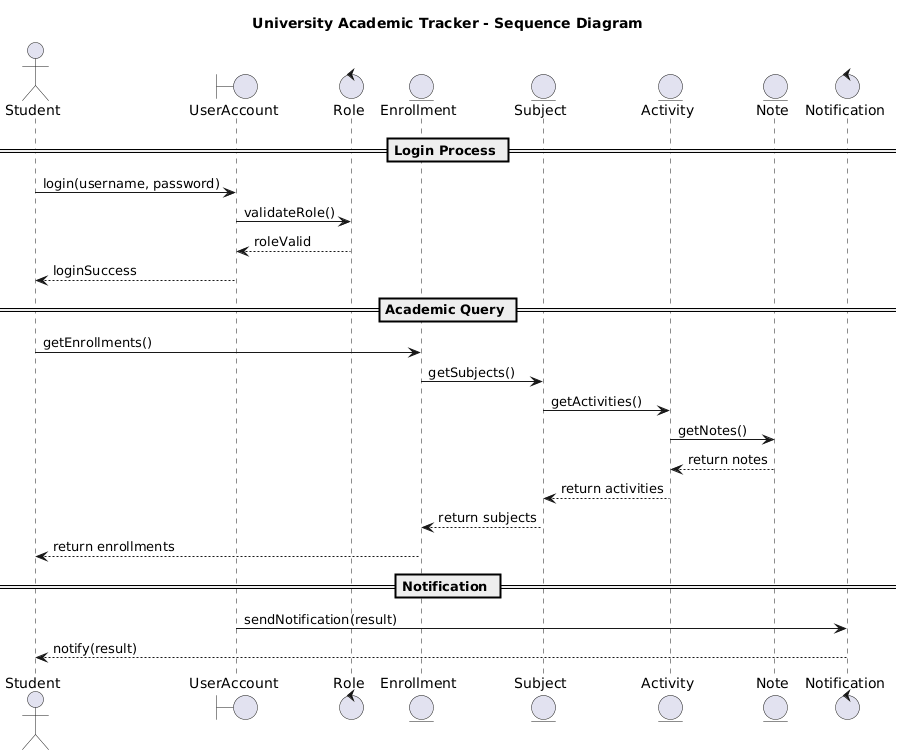 University Academic Tracker - Sequence Diagram
Student UserAccount Role Enrollment Subject Activity Note Notification
Login Process
login(username, password)
validateRole()
roleValid
loginSuccess
Academic Query
getEnrollments()
getSubjects()
getActivities()
getNotes()
return notes
return activities
return subjects
return enrollments
Notification
sendNotification(result)
notify(result)
Student UserAccount Role Enrollment Subject Activity Note Notification